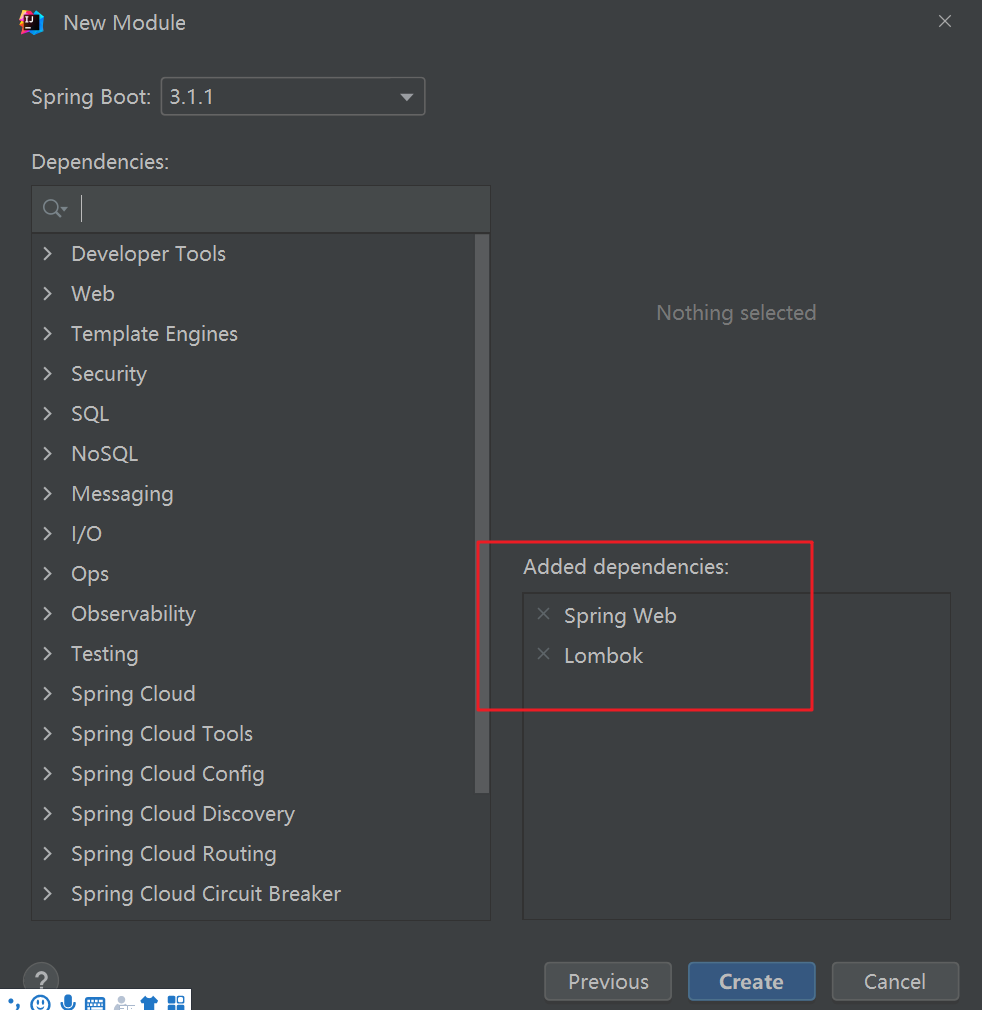 New Module
Spring Boot: 3.1.1
Dependencies:
Developer Tools
Web
Template Engines
Security
SQL
NoSQL
Messaging
I/O
Ops
Observability
Testing
Spring Cloud
Spring Cloud Tools
Spring Cloud Config
Spring Cloud Discovery
Spring Cloud Routing
Spring Cloud Circuit Breaker
Nothing selected
Added dependencies:
Spring Web
Lombok
?
Previous
Create
Cancel